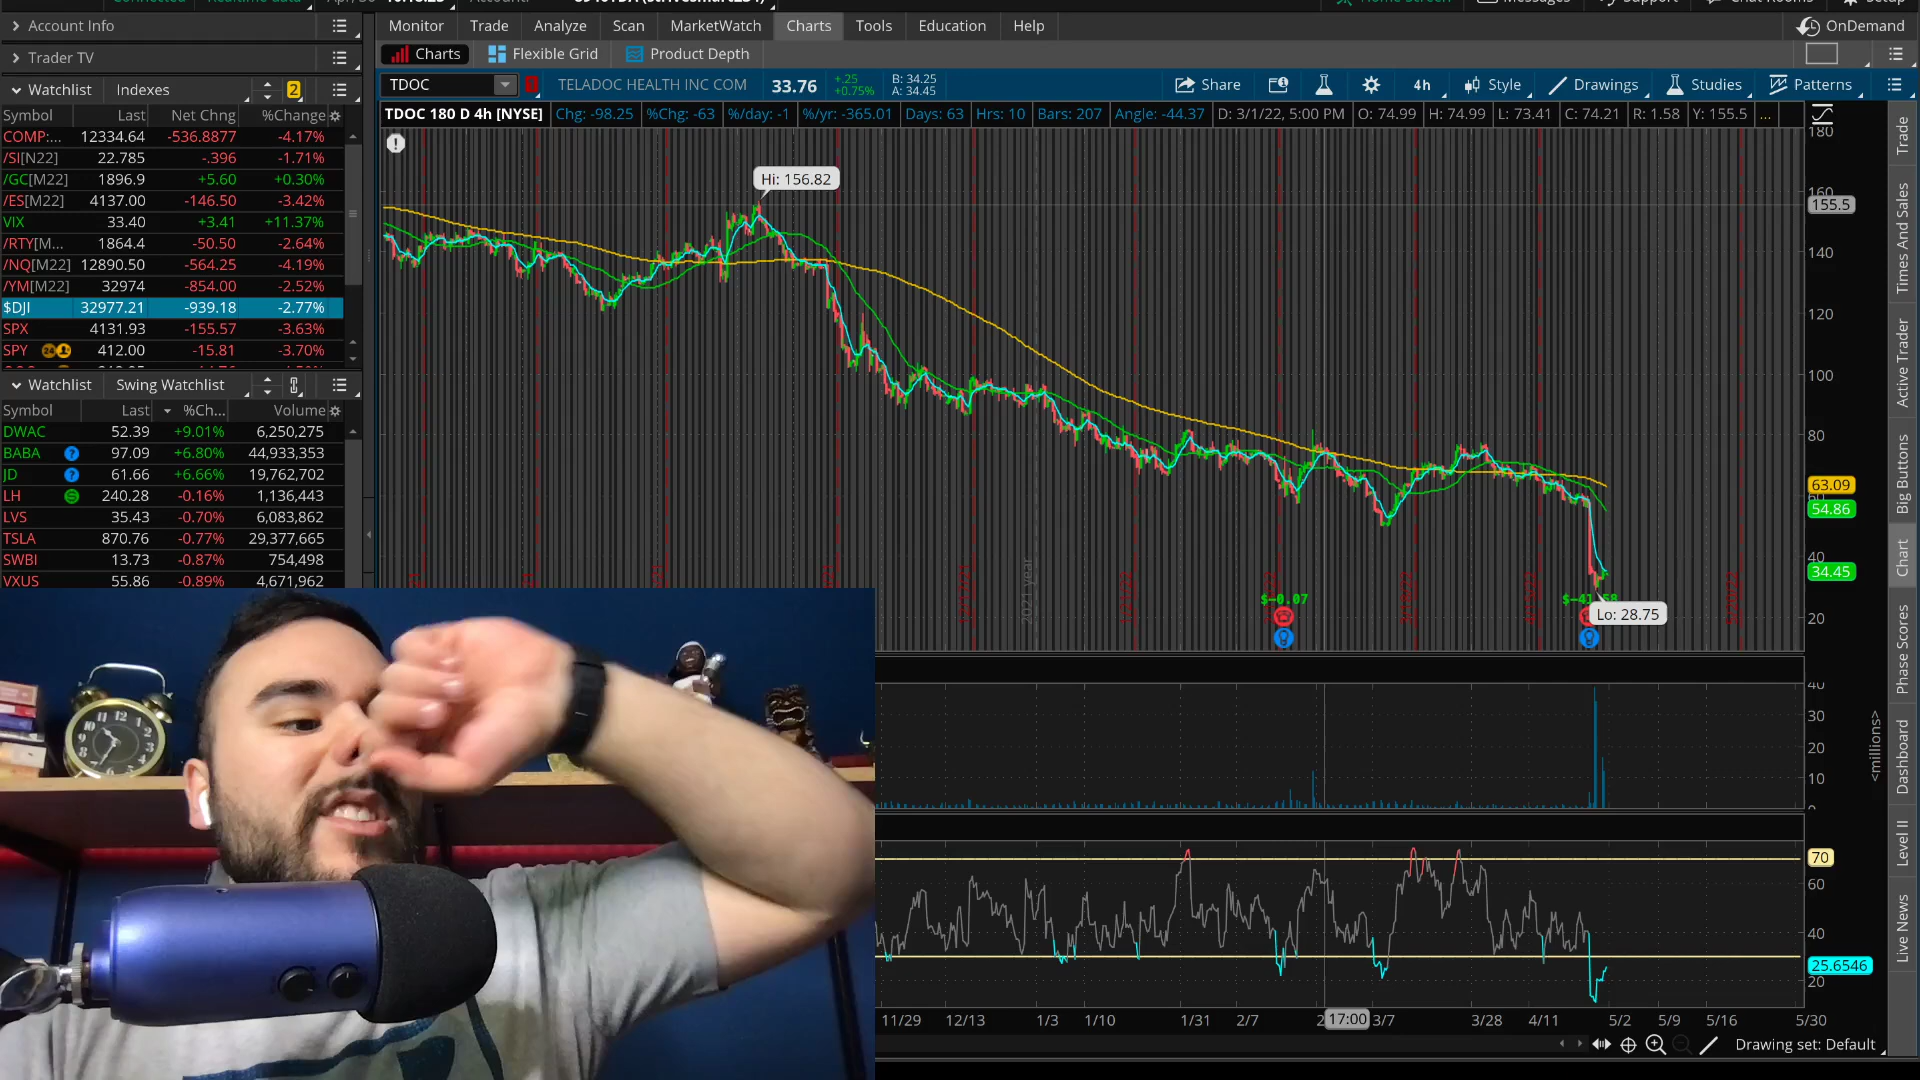 Monitor Trade Analyze Scan MarketWatch Charts Tools Education Help OnDemand
Account Info
Trader TV
Charts Flexible Grid Product Depth
Watchlist Indexes 2
TDOC TELADOC HEALTH INC COM 33.76 +.25 +0.75% B: 34.25 A: 34.45 Share 4h Style Drawings Studies Patterns
TDOC 180 D 4h [NYSE] Chg: -98.25 %Chg: -63 %/day: -1 %/yr: -365.01 Days: 63 Hrs: 10 Bars: 207 Angle: -44.37 D: 3/1/22, 5:00 PM O: 74.99 H: 74.99 L: 73.41 C: 74.21 R: 1.58 Y: 155.5 ...
Symbol Last Net Chng %Change
COMP:... 12334.64 -536.8877 -4.17%
/SI[N22] 22.785 -.396 -1.71%
/GC[M22] 1896.9 +5.60 +0.30%
/ES[M22] 4137.00 -146.50 -3.42%
VIX 33.40 +3.41 +11.37%
/RTY[M... 1864.4 -50.50 -2.64%
/NQ[M22] 12890.50 -564.25 -4.19%
/YM[M22] 32974 -854.00 -2.52%
$DJI 32977.21 -939.18 -2.77%
SPX 4131.93 -155.57 -3.63%
SPY 412.00 -15.81 -3.70%
Watchlist Swing Watchlist
Symbol Last %Ch... Volume
DWAC 52.39 +9.01% 6,250,275
BABA 97.09 +6.80% 44,933,353
JD 61.66 +6.66% 19,762,702
LH 240.28 -0.16% 1,136,443
LVS 35.43 -0.70% 6,083,862
TSLA 870.76 -0.77% 29,377,665
SWBI 13.73 -0.87% 754,498
VXUS 55.86 -0.89% 4,671,962
Hi: 156.82
Lo: 28.75
$-0.07
2021 year
180
160
155.5
140
120
100
80
63.09
60
54.86
40
34.45
20
40
30
20
10
<millions>
70
60
40
25.6546
20
11/29 12/13 1/3 1/10 1/31 2/7 17:00 3/7 3/28 4/11 5/2 5/9 5/16 5/30
Drawing set: Default
Trade
Times And Sales
Active Trader
Big Buttons
Chart
Phase Scores
Dashboard
Level II
Live News